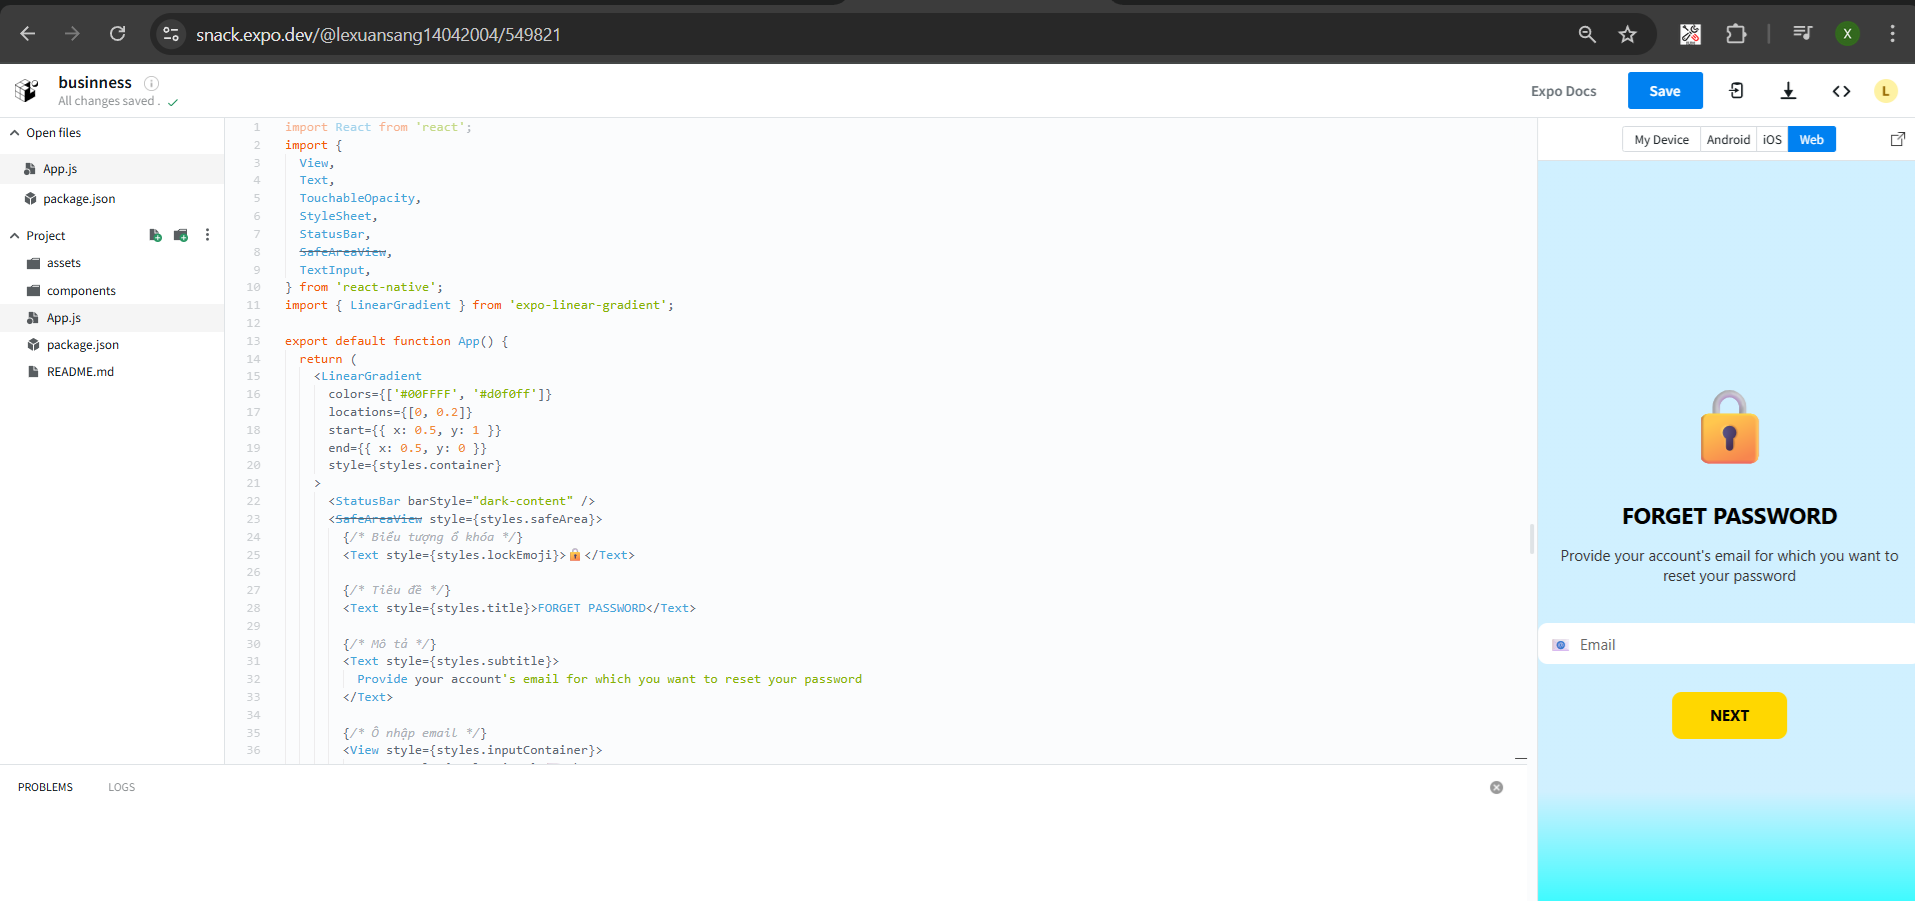 snack.expo.dev/@lexuansang14042004/549821
X
businness
All changes saved .
Expo Docs
Save
L
Open files
App.js
package.json
Project
assets
components
App.js
package.json
README.md
1 import React from 'react';
2 import {
3 View,
4 Text,
5 TouchableOpacity,
6 StyleSheet,
7 StatusBar,
8 SafeAreaView,
9 TextInput,
10 } from 'react-native';
11 import { LinearGradient } from 'expo-linear-gradient';
12
13 export default function App() {
14 return (
15 <LinearGradient
16 colors={['#00FFFF', '#d0f0ff']}
17 locations={[0, 0.2]}
18 start={{ x: 0.5, y: 1 }}
19 end={{ x: 0.5, y: 0 }}
20 style={styles.container}
21 >
22 <StatusBar barStyle="dark-content" />
23 <SafeAreaView style={styles.safeArea}>
24 {/* Biểu tượng ổ khóa */}
25 <Text style={styles.lockEmoji}>🔒</Text>
26
27 {/* Tiêu đề */}
28 <Text style={styles.title}>FORGET PASSWORD</Text>
29
30 {/* Mô tả */}
31 <Text style={styles.subtitle}>
32 Provide your account's email for which you want to reset your password
33 </Text>
34
35 {/* Ô nhập email */}
36 <View style={styles.inputContainer}>
My Device
Android
iOS
Web
FORGET PASSWORD
Provide your account's email for which you want to
reset your password
Email
NEXT
PROBLEMS
LOGS